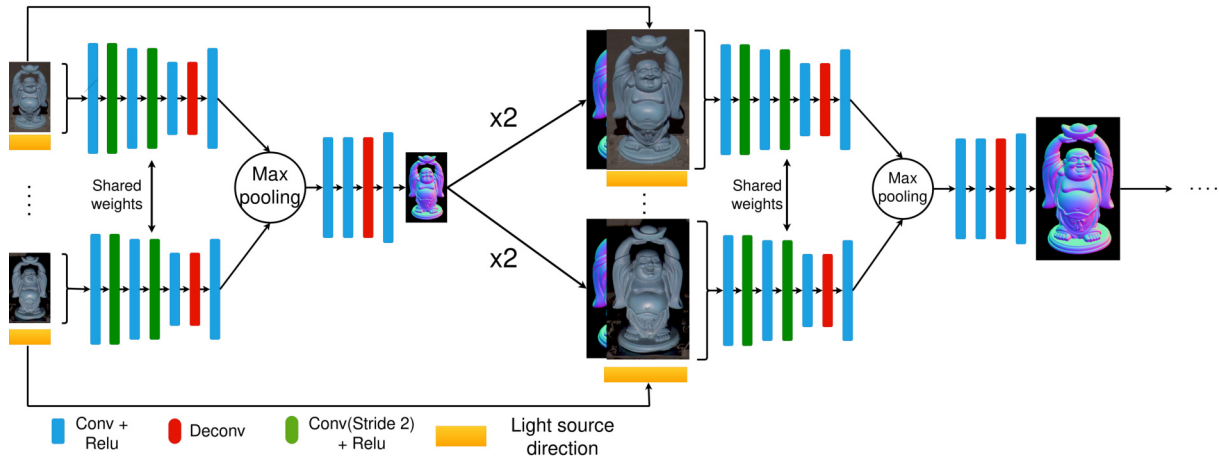 x2
Shared
weights
Max
pooling
x2
Shared
weights
Max
pooling
Conv +
Relu
Deconv
Conv(Stride 2)
+ Relu
Light source
direction